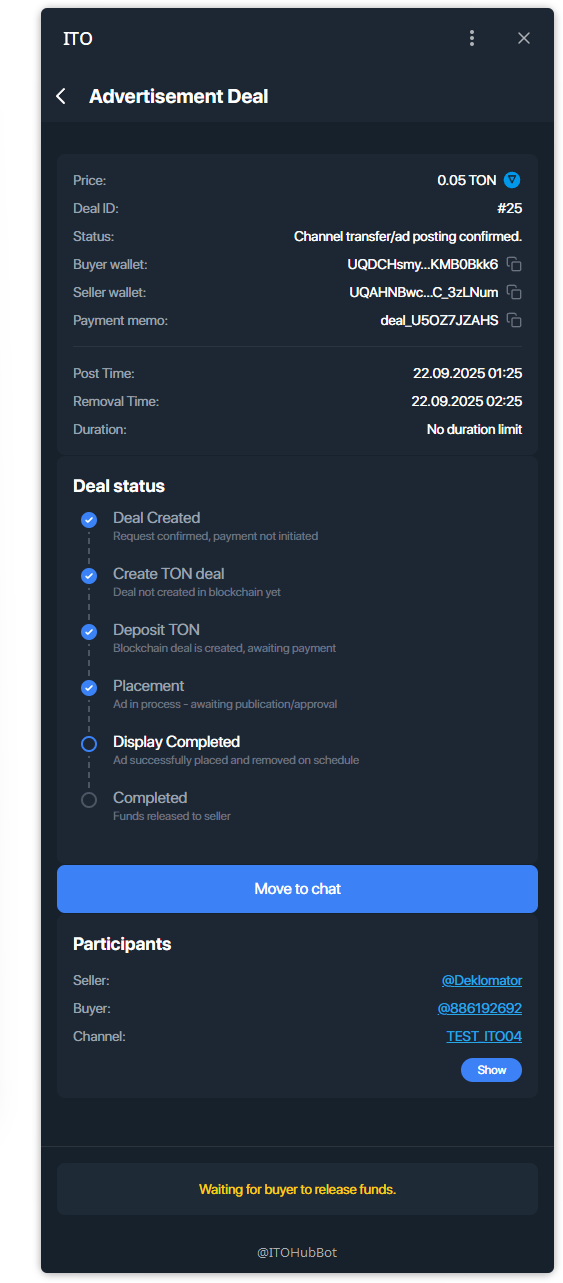 ITO
Advertisement Deal
Price: 0.05 TON
Deal ID: #25
Status: Channel transfer/ad posting confirmed.
Buyer wallet: UQDCHsmy...KMB0Bkk6
Seller wallet: UQAHNBwc...C_3zLNum
Payment memo: deal_U5OZ7JZAHS
Post Time: 22.09.2025 01:25
Removal Time: 22.09.2025 02:25
Duration: No duration limit
Deal status
Deal Created
Request confirmed, payment not initiated
Create TON deal
Deal not created in blockchain yet
Deposit TON
Blockchain deal is created, awaiting payment
Placement
Ad in process - awaiting publication/approval
Display Completed
Ad successfully placed and removed on schedule
Completed
Funds released to seller
Move to chat
Participants
Seller: @Deklomator
Buyer: @886192692
Channel: TEST_ITO04
Show
Waiting for buyer to release funds.
@ITOHubBot